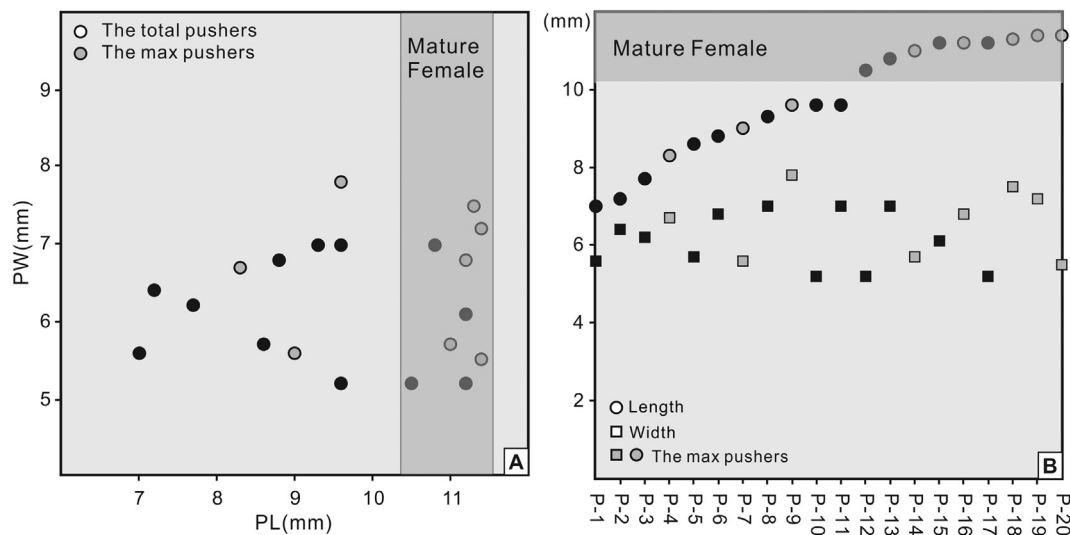 The total pushers
The max pushers
Mature
Female
9
8
7
6
5
PW(mm)
7
8
9
10
11
PL(mm)
A
(mm)
Mature Female
10
8
6
4
2
Length
Width
The max pushers
B
P-1
P-2
P-3
P-4
P-5
P-6
P-7
P-8
P-9
P-10
P-11
P-12
P-13
P-14
P-15
P-16
P-17
P-18
P-19
P-20